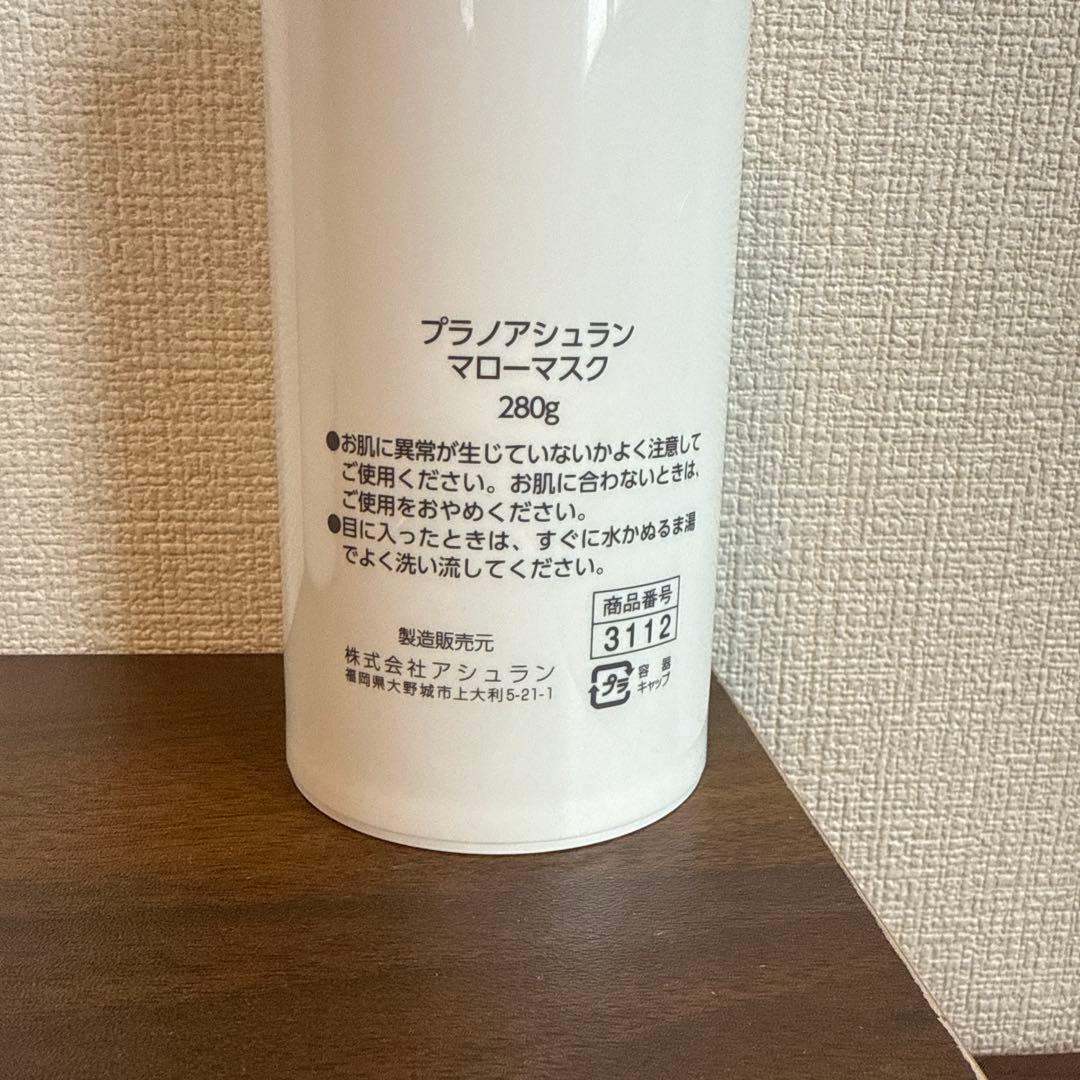 プラノアシュラン
マローマスク
280g
●お肌に異常が生じていないかよく注意して
ご使用ください。お肌に合わないときは、
ご使用をおやめください。
●目に入ったときは、すぐに水かぬるま湯
でよく洗い流してください。
商品番号
3112
製造販売元
株式会社アシュラン
福岡県大野城市上大利5-21-1
プラ
容器
キャップ